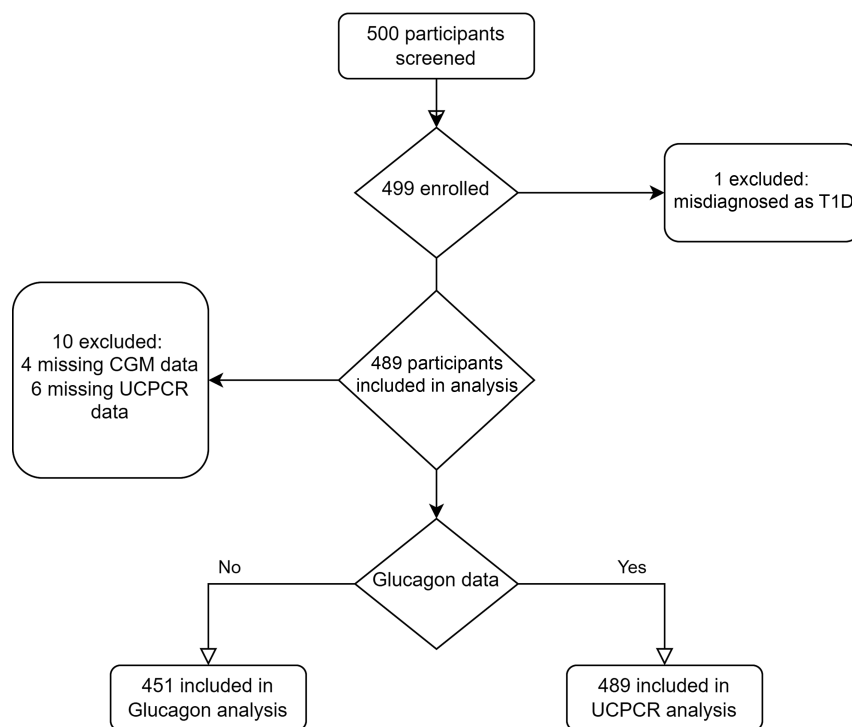 500 participants
screened
499 enrolled
1 excluded:
misdiagnosed as T1D
10 excluded:
4 missing CGM data
6 missing UCPCR
data
489 participants
included in analysis
Glucagon data
No
Yes
451 included in
Glucagon analysis
489 included in
UCPCR analysis